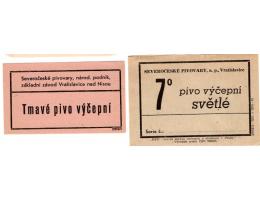 Severočeské pivovary, národ. podnik,
základní závod Vratislavice nad Nisou
Tmavé pivo výčepní
SEVEROČESKÉ PIVOVARY, n. p., Vratislavice
7° pivo výčepní
světlé
Serie č.